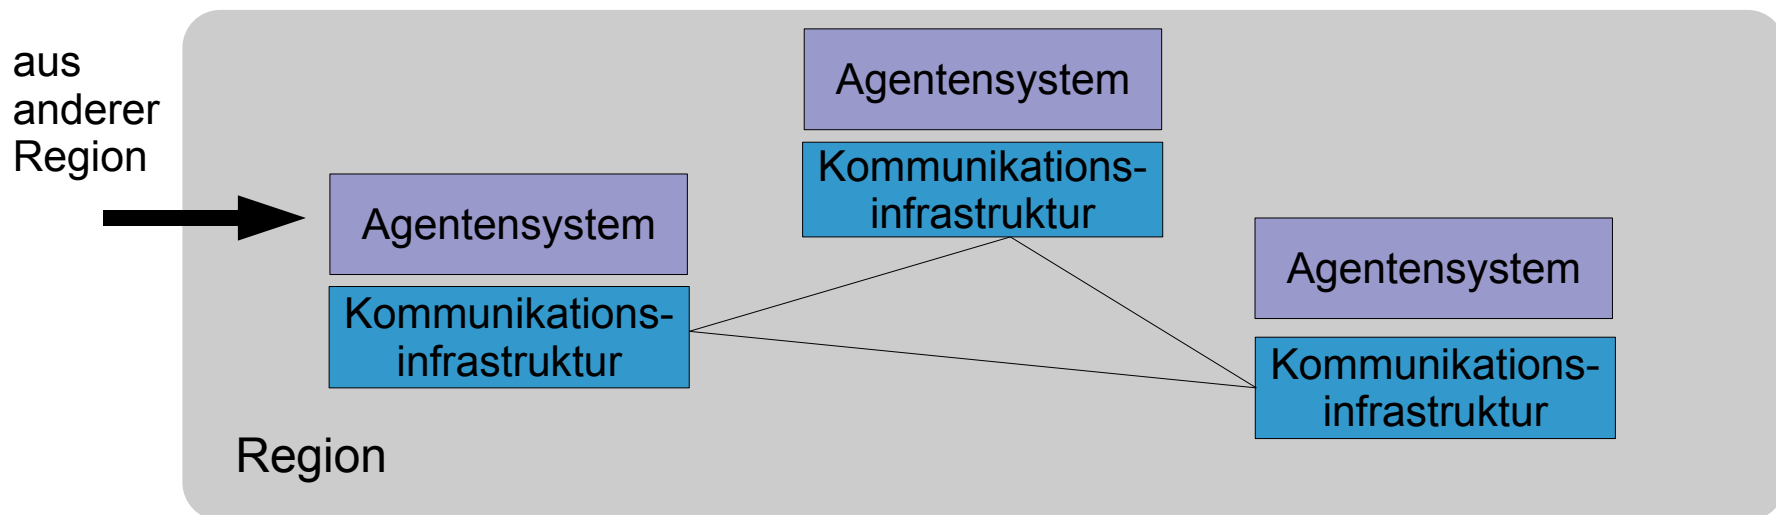 aus
anderer
Region
Agentensystem
Kommunikations-
infrastruktur
Agentensystem
Kommunikations-
infrastruktur
Agentensystem
Kommunikations-
infrastruktur
Region